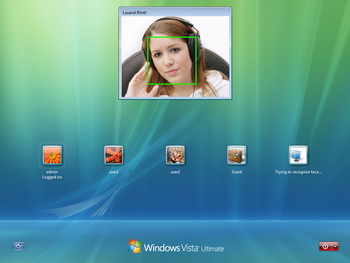 Luxand Blink!
admin
Logged on
user2
user1
Guest
Trying to recognize face...
Windows Vista Ultimate